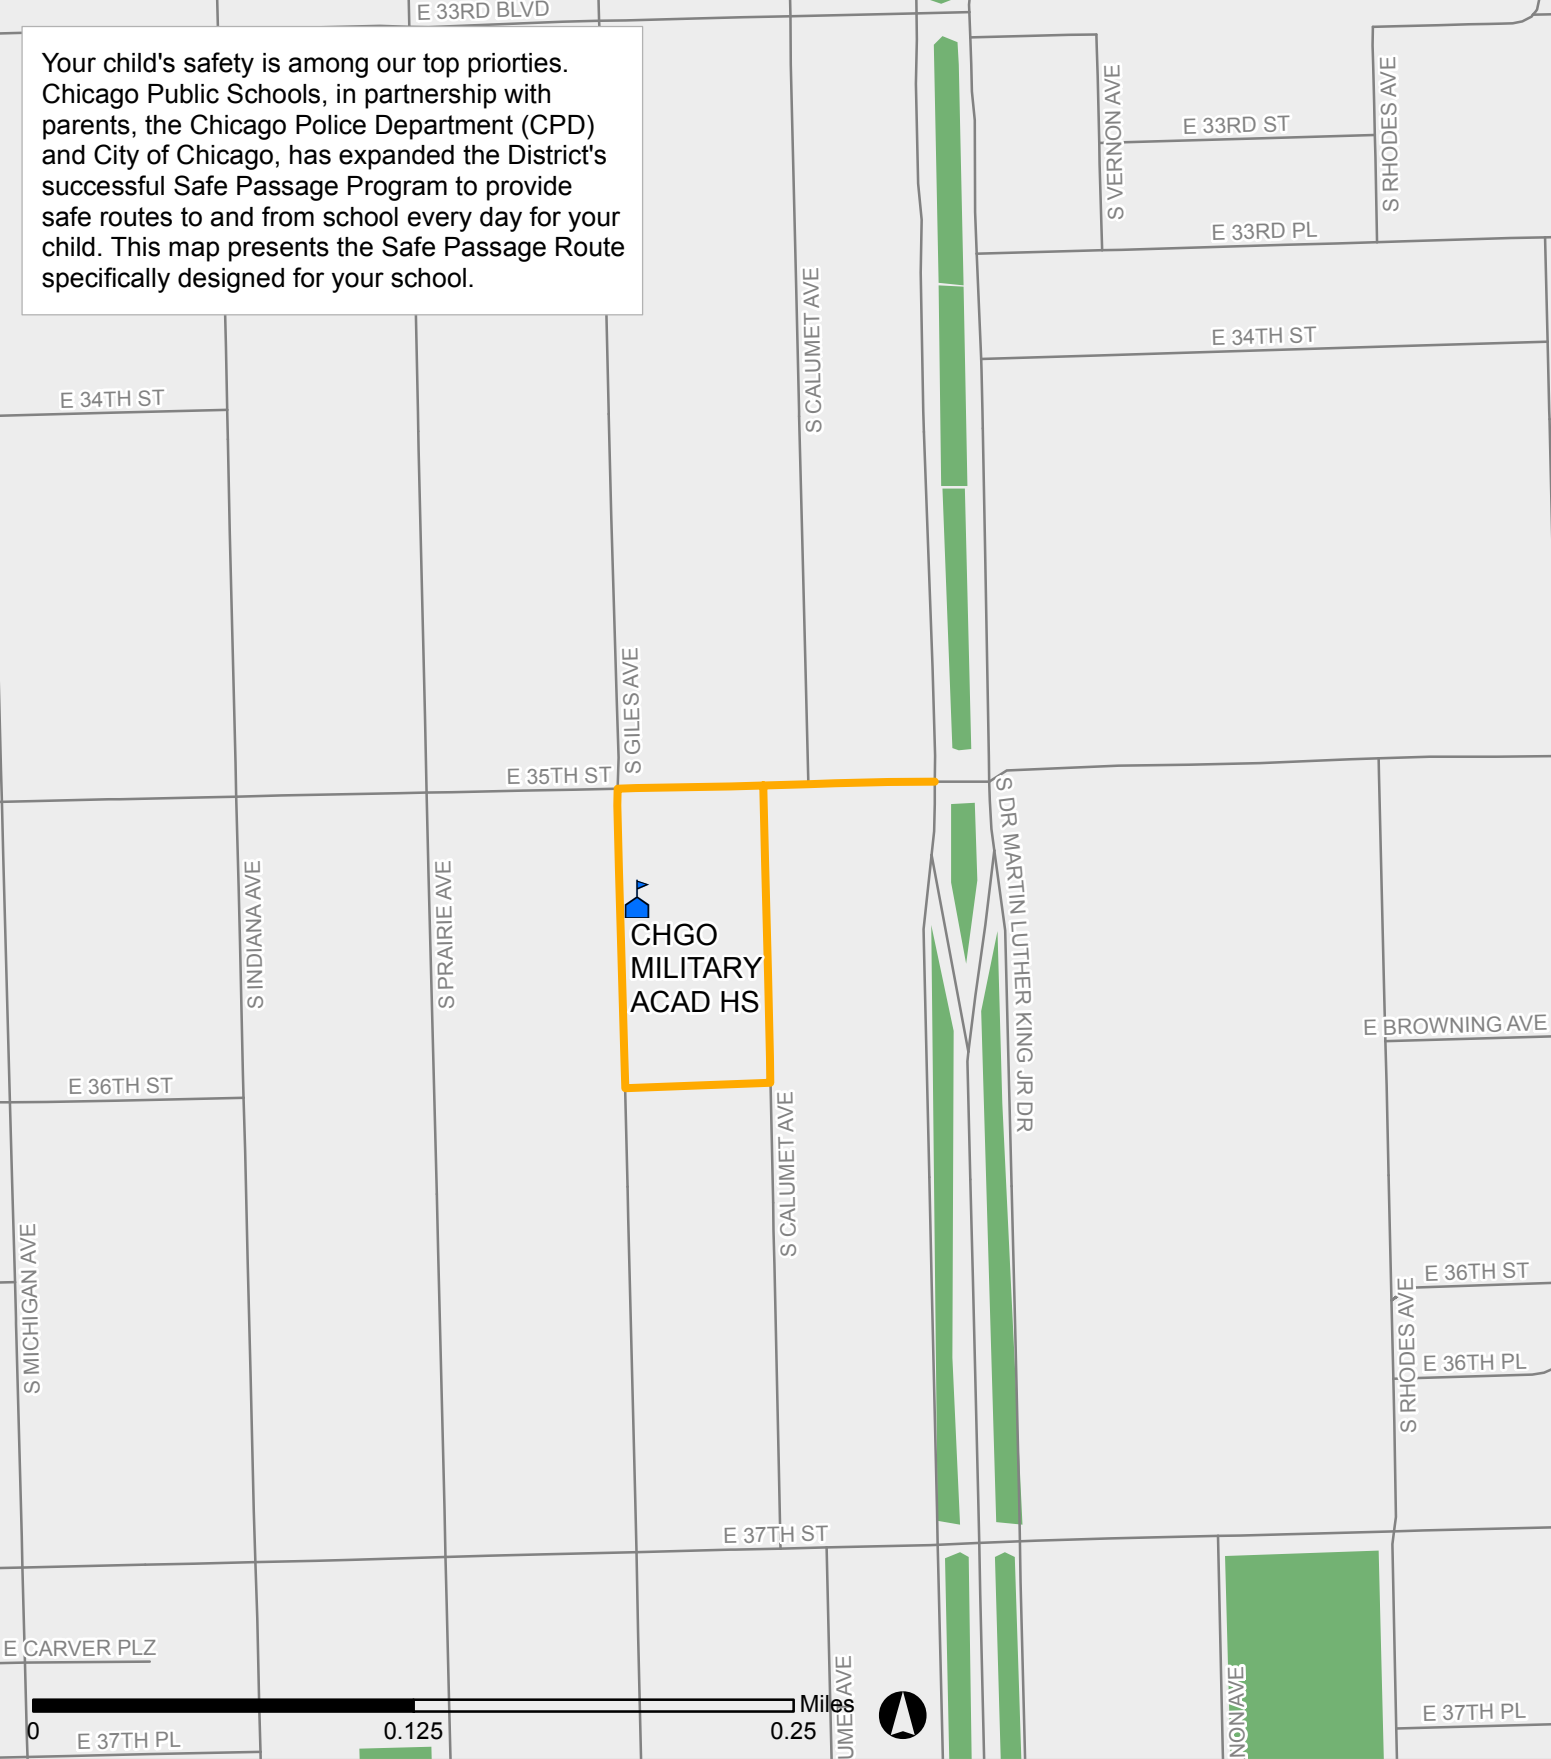 E 33RD BLVD
Your child's safety is among our top priorties.
Chicago Public Schools, in partnership with
parents, the Chicago Police Department (CPD)
and City of Chicago, has expanded the District's
successful Safe Passage Program to provide
safe routes to and from school every day for your
child. This map presents the Safe Passage Route
specifically designed for your school.
S VERNON AVE
E 33RD ST
S RHODES AVE
E 33RD PL
S CALUMET AVE
E 34TH ST
E 34TH ST
S GILES AVE
E 35TH ST
S DR MARTIN LUTHER KING JR DR
S INDIANA AVE
S PRAIRIE AVE
CHGO
MILITARY
ACAD HS
E BROWNING AVE
E 36TH ST
S CALUMET AVE
S MICHIGAN AVE
E 36TH ST
S RHODES AVE
E 36TH PL
E 37TH ST
E CARVER PLZ
UMET AVE
NON AVE
Miles
0
0.125
0.25
E 37TH PL
E 37TH PL